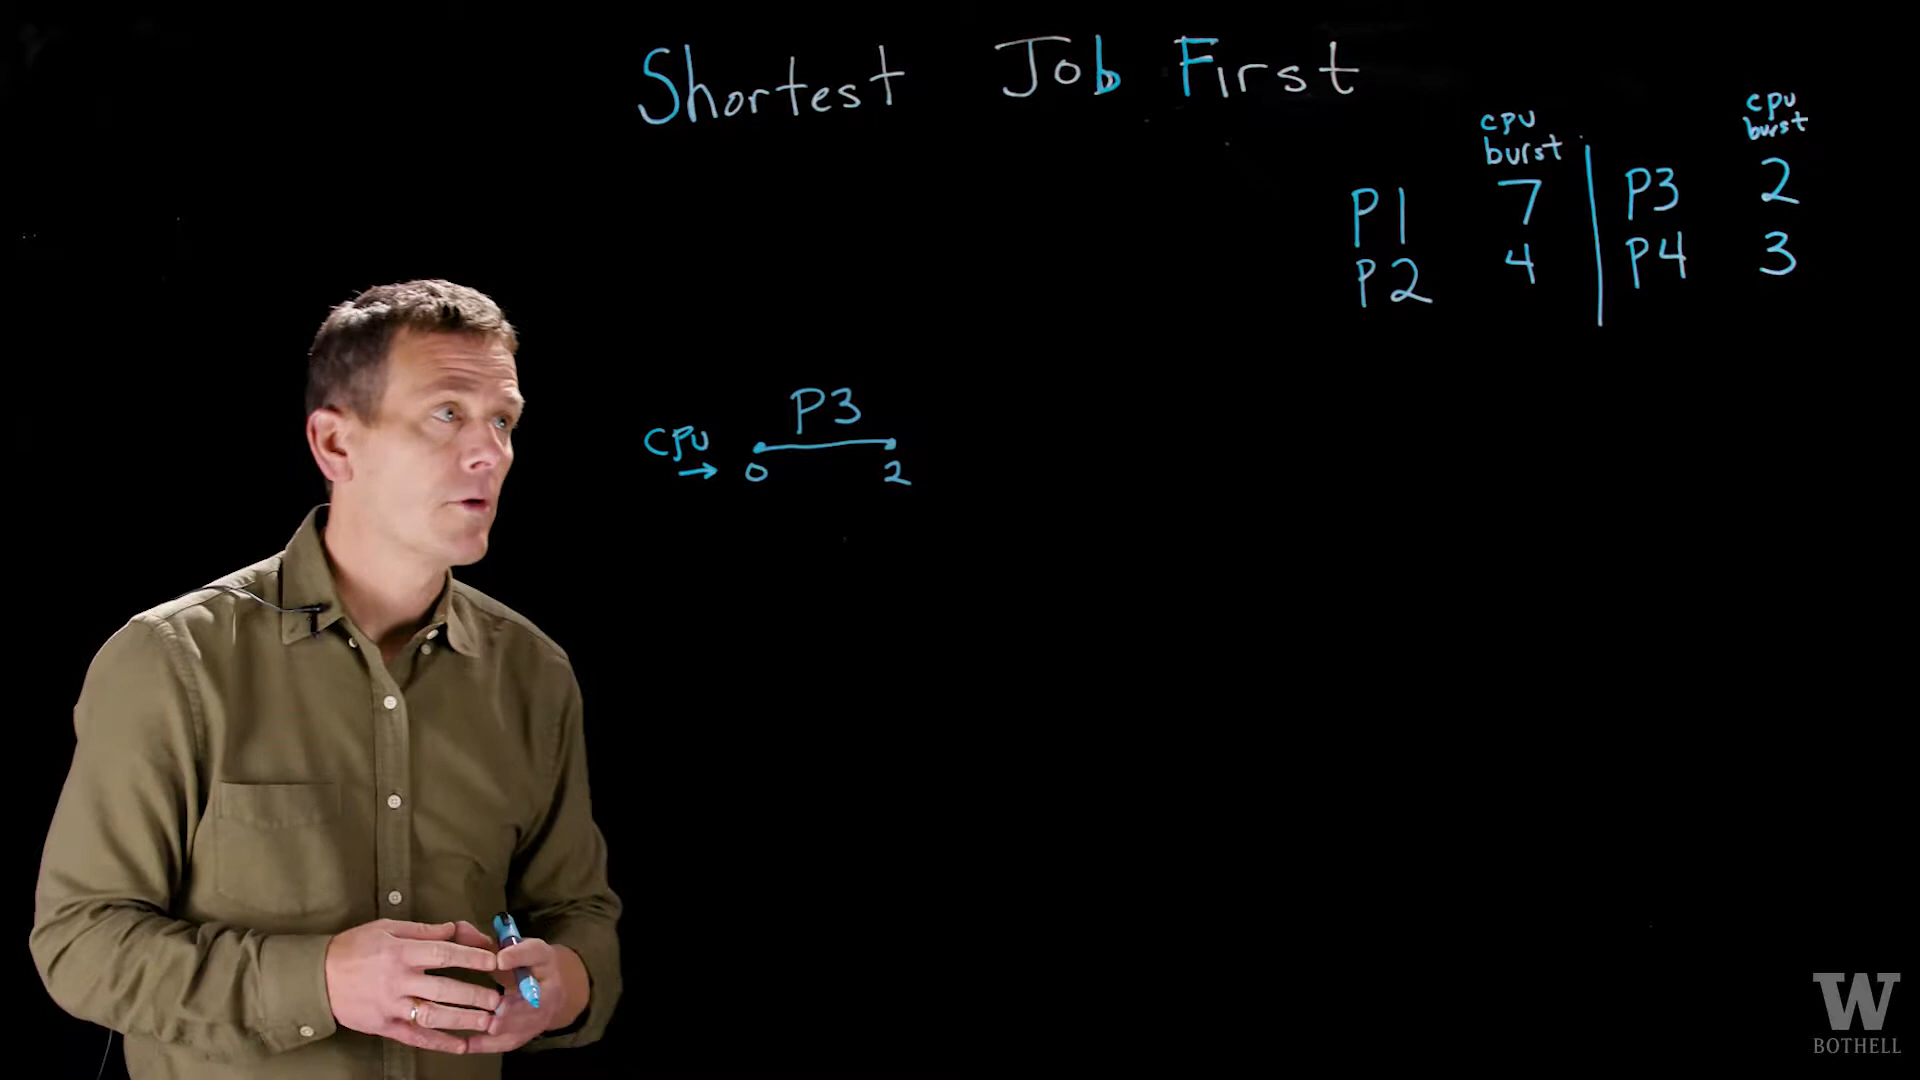 Shortest Job First
cpu
burst
cpu
burst
P1 7 P3 2
P2 4 P4 3
CPU P3
→ 0 2
W
BOTHELL